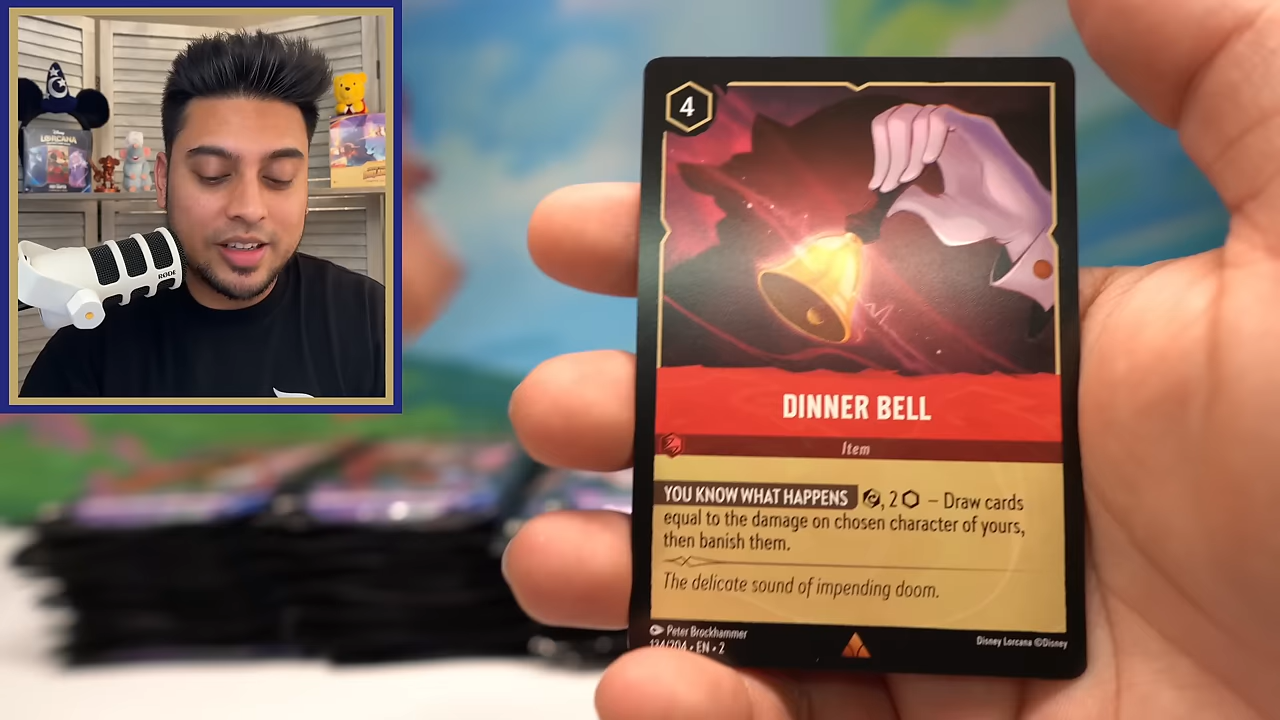 Disney
LORCANA
RØDE
4
DINNER BELL
Item
YOU KNOW WHAT HAPPENS , 2 – Draw cards
equal to the damage on chosen character of yours,
then banish them.
The delicate sound of impending doom.
Peter Brockhammer
134/204 • EN • 2
Disney Lorcana ©Disney